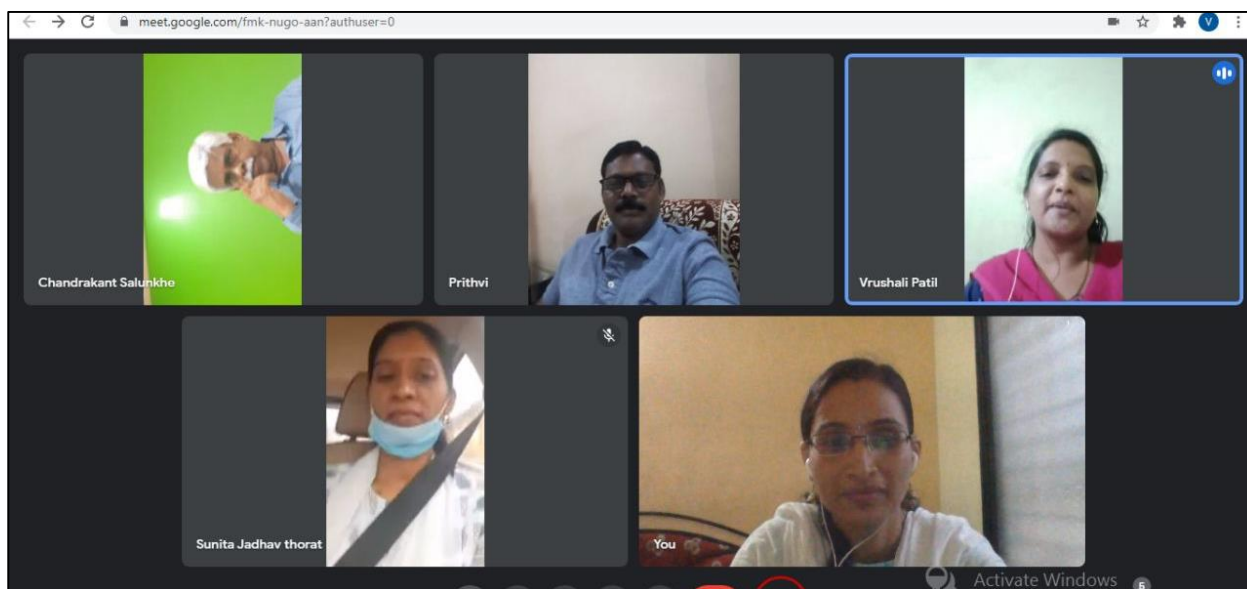 meet.google.com/fmk-nugo-aan?authuser=0
V
Chandrakant Salunkhe
Prithvi
Vrushali Patil
Sunita Jadhav thorat
You
Activate Windows
5